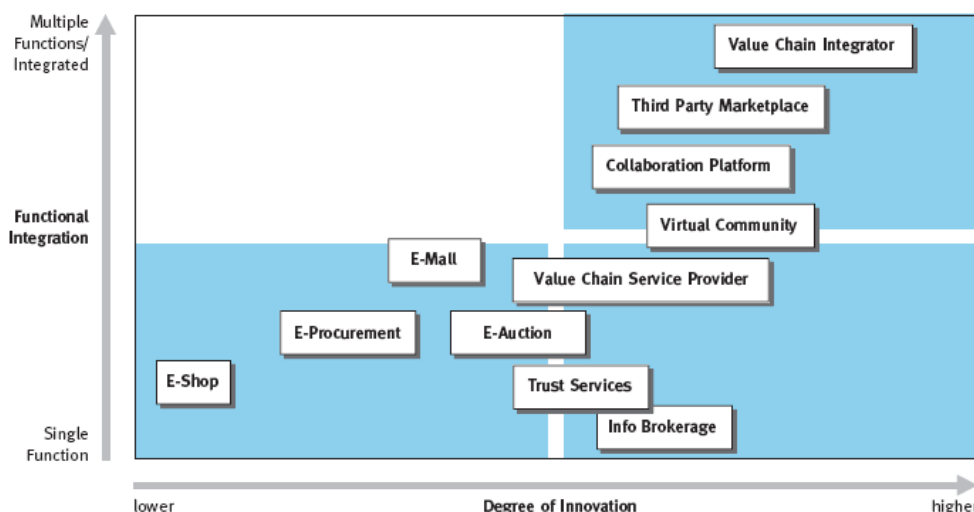 Multiple
Functions/
Integrated
Value Chain Integrator
Third Party Marketplace
Collaboration Platform
Functional
Integration
Virtual Community
E-Mall
Value Chain Service Provider
E-Procurement
E-Auction
E-Shop
Trust Services
Info Brokerage
Single
Function
lower
Degree of Innovation
higher